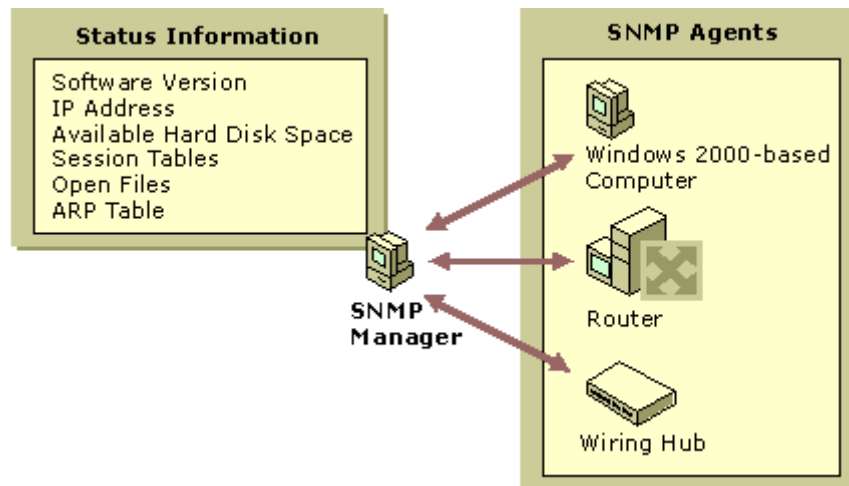 Status Information
Software Version
IP Address
Available Hard Disk Space
Session Tables
Open Files
ARP Table
SNMP
Manager
SNMP Agents
Windows 2000-based
Computer
Router
Wiring Hub